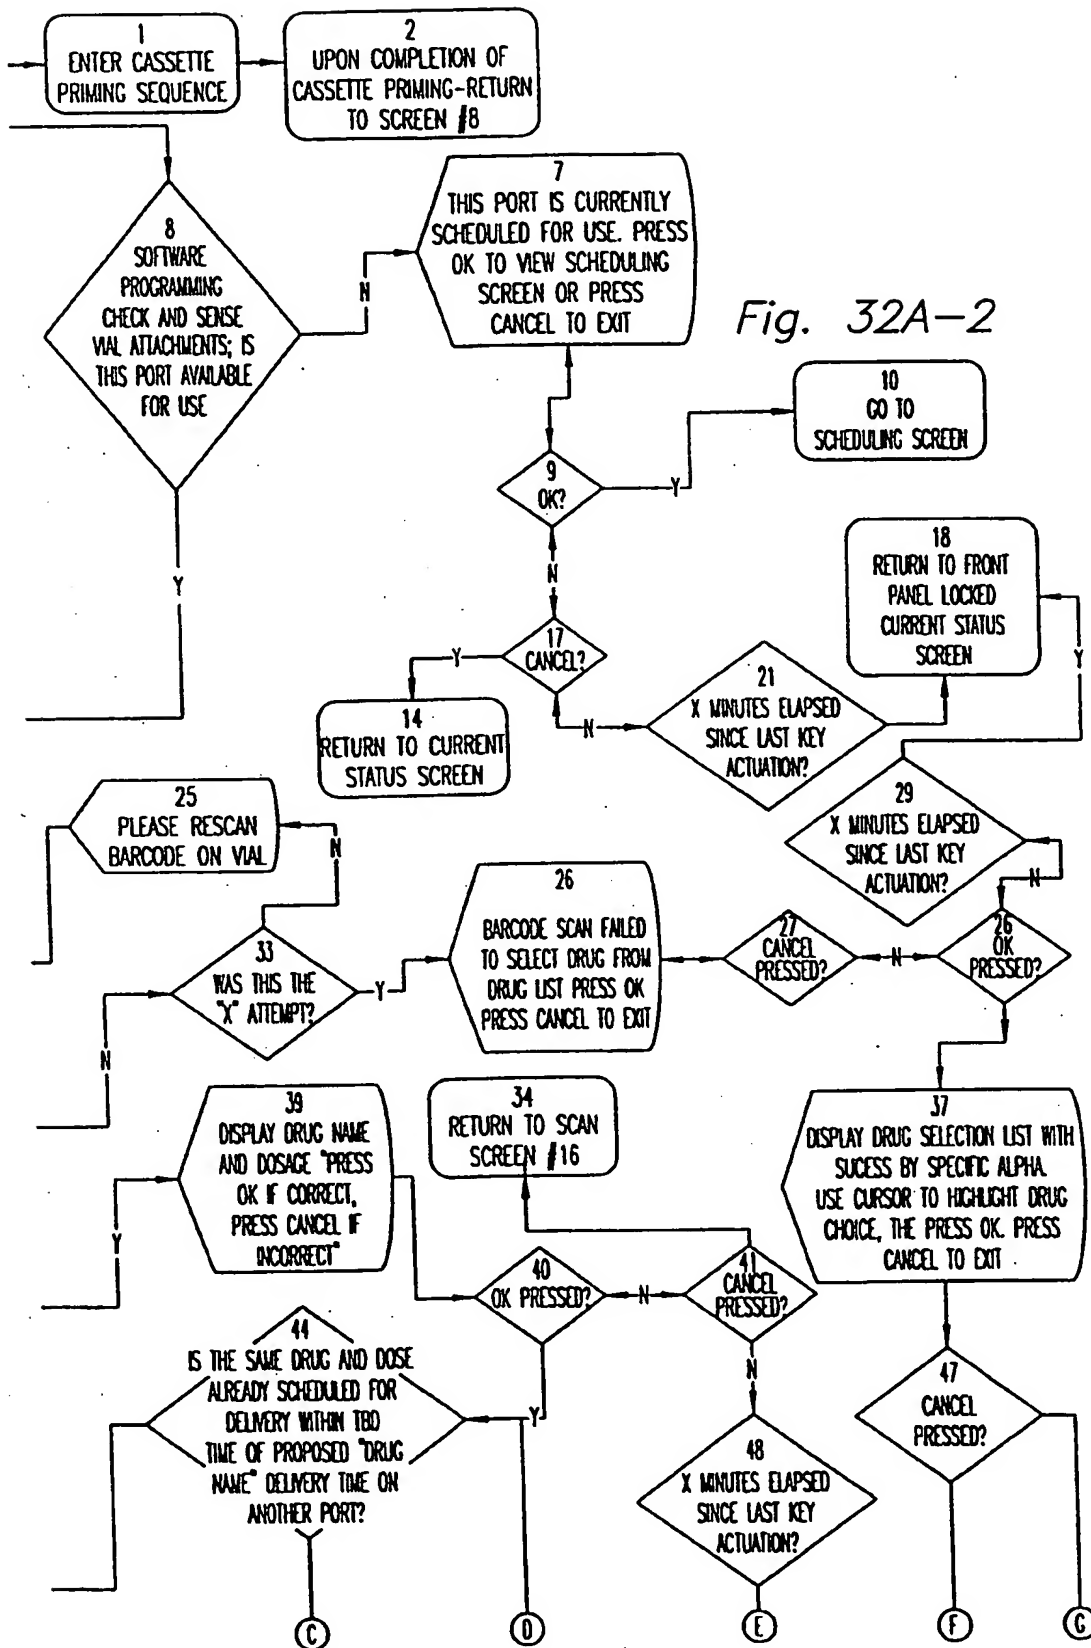 1
ENTER CASSETTE
PRIMING SEQUENCE
2
UPON COMPLETION OF
CASSETTE PRIMING-RETURN
TO SCREEN #8
7
THIS PORT IS CURRENTLY
SCHEDULED FOR USE. PRESS
OK TO VIEW SCHEDULING
SCREEN OR PRESS
CANCEL TO EXIT
8
SOFTWARE
PROGRAMMING
CHECK AND SENSE
VIAL ATTACHMENTS; IS
THIS PORT AVAILABLE
FOR USE
N
Fig. 32A-2
10
GO TO
SCHEDULING SCREEN
9
OK?
Y
18
RETURN TO FRONT
PANEL LOCKED
CURRENT STATUS
SCREEN
Y
N
17
CANCEL?
Y
Y
14
RETURN TO CURRENT
STATUS SCREEN
N
21
X MINUTES ELAPSED
SINCE LAST KEY
ACTUATION?
25
PLEASE RESCAN
BARCODE ON VIAL
N
29
X MINUTES ELAPSED
SINCE LAST KEY
ACTUATION?
N
26
BARCODE SCAN FAILED
TO SELECT DRUG FROM
DRUG LIST PRESS OK
PRESS CANCEL TO EXIT
27
CANCEL
PRESSED?
N
26
OK
PRESSED?
33
WAS THIS THE
"X" ATTEMPT?
Y
N
39
DISPLAY DRUG NAME
AND DOSAGE "PRESS
OK IF CORRECT,
PRESS CANCEL IF
INCORRECT"
Y
34
RETURN TO SCAN
SCREEN #16
37
DISPLAY DRUG SELECTION LIST WITH
SUCESS BY SPECIFIC ALPHA.
USE CURSOR TO HIGHLIGHT DRUG
CHOICE, THE PRESS OK. PRESS
CANCEL TO EXIT
40
OK PRESSED?
N
41
CANCEL
PRESSED?
44
IS THE SAME DRUG AND DOSE
ALREADY SCHEDULED FOR
DELIVERY WITHIN TBD
TIME OF PROPOSED "DRUG
NAME" DELIVERY TIME ON
ANOTHER PORT?
Y
N
47
CANCEL
PRESSED?
48
X MINUTES ELAPSED
SINCE LAST KEY
ACTUATION?
Y
C
D
E
F
G